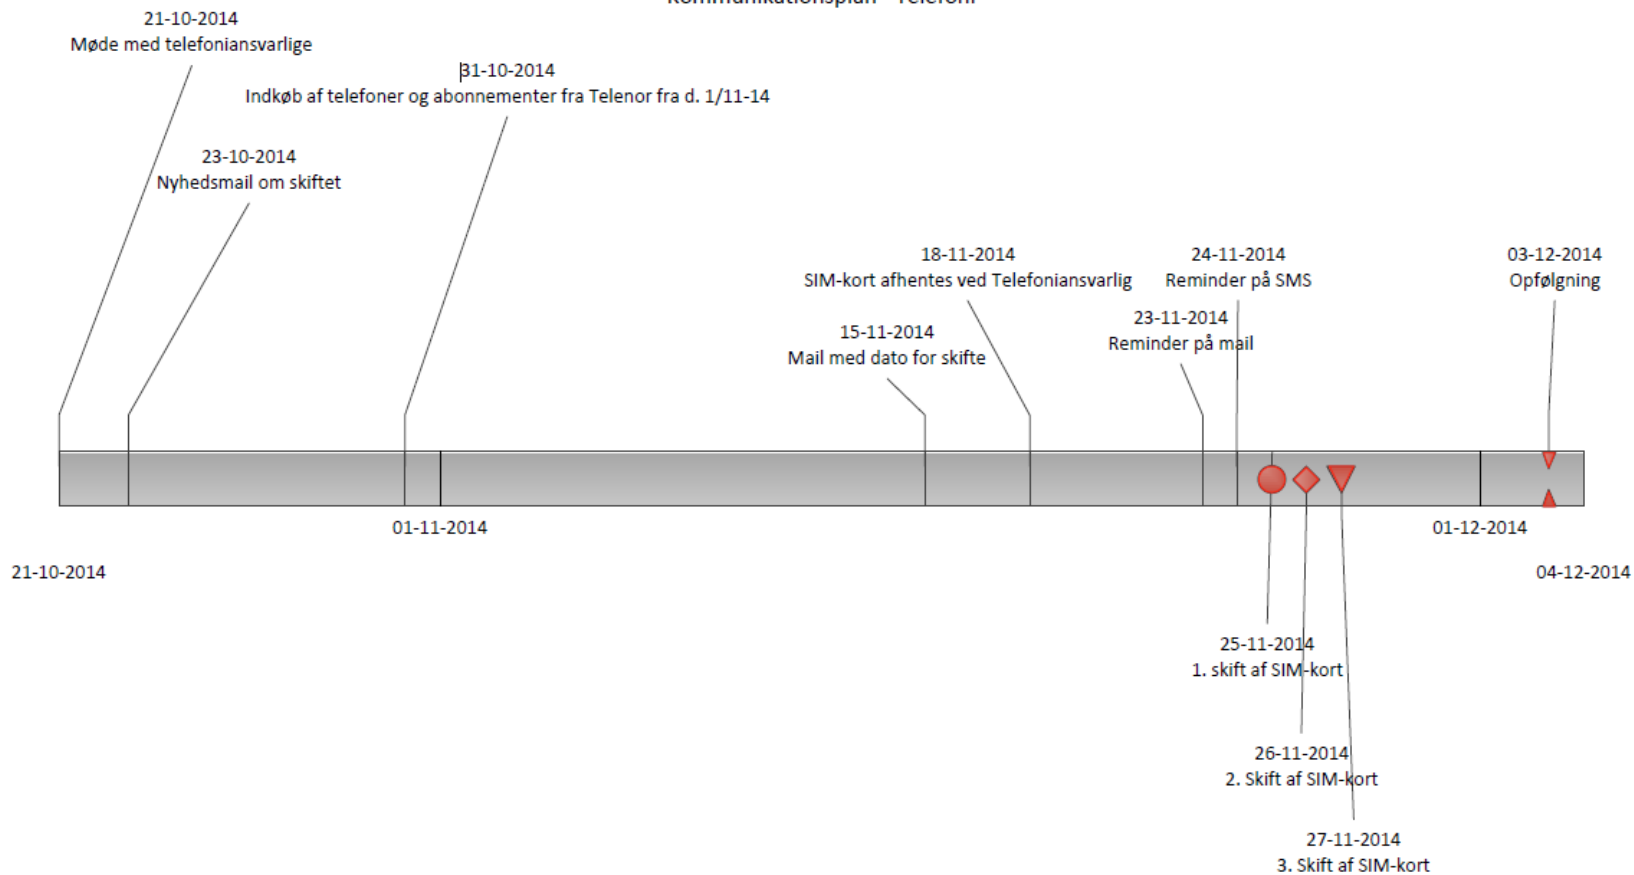 Kommunikationsplan - Telefoni
21-10-2014
Møde med telefoniansvarlige
31-10-2014
Indkøb af telefoner og abonnementer fra Telenor fra d. 1/11-14
23-10-2014
Nyhedsmail om skiftet
18-11-2014
SIM-kort afhentes ved Telefoniansvarlig
24-11-2014
Reminder på SMS
03-12-2014
Opfølgning
15-11-2014
Mail med dato for skifte
23-11-2014
Reminder på mail
01-11-2014
01-12-2014
21-10-2014
04-12-2014
25-11-2014
1. skift af SIM-kort
26-11-2014
2. Skift af SIM-kort
27-11-2014
3. Skift af SIM-kort